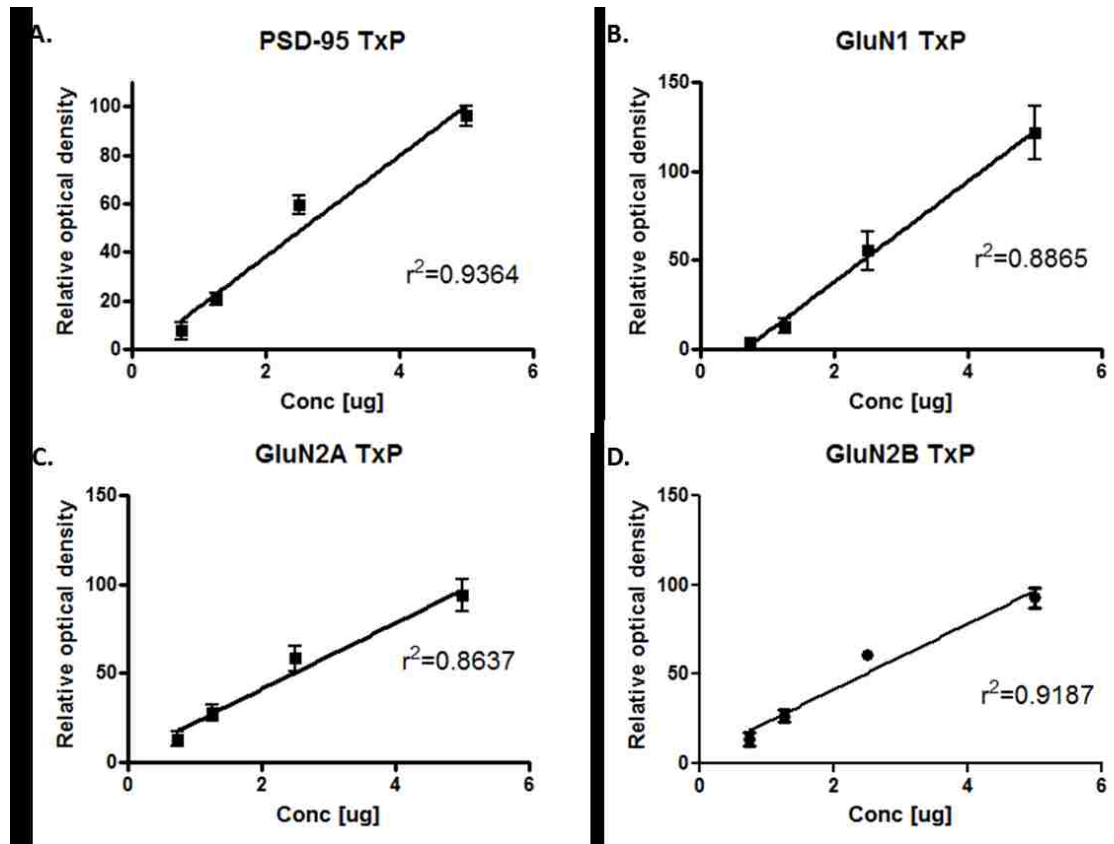 A.
PSD-95 TxP
Relative optical density
100
80
60
40
20
0
r²=0.9364
0 2 4 6
Conc [ug]
B.
GluN1 TxP
Relative optical density
150
100
50
0
r²=0.8865
0 2 4 6
Conc [ug]
C.
GluN2A TxP
Relative optical density
150
100
50
0
r²=0.8637
0 2 4 6
Conc [ug]
D.
GluN2B TxP
Relative optical density
150
100
50
0
r²=0.9187
0 2 4 6
Conc [ug]